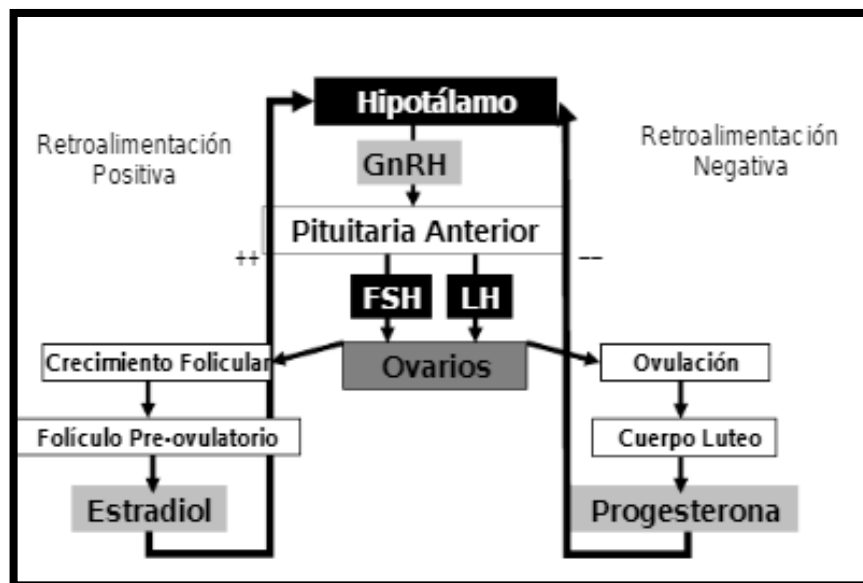 Hipotálamo
Retroalimentación
Positiva
Retroalimentación
Negativa
GnRH
Pituitaria Anterior
++
--
FSH
LH
Crecimiento Folicular
Ovarios
Ovulación
Folículo Pre-ovulatorio
Cuerpo Luteo
Estradiol
Progesterona